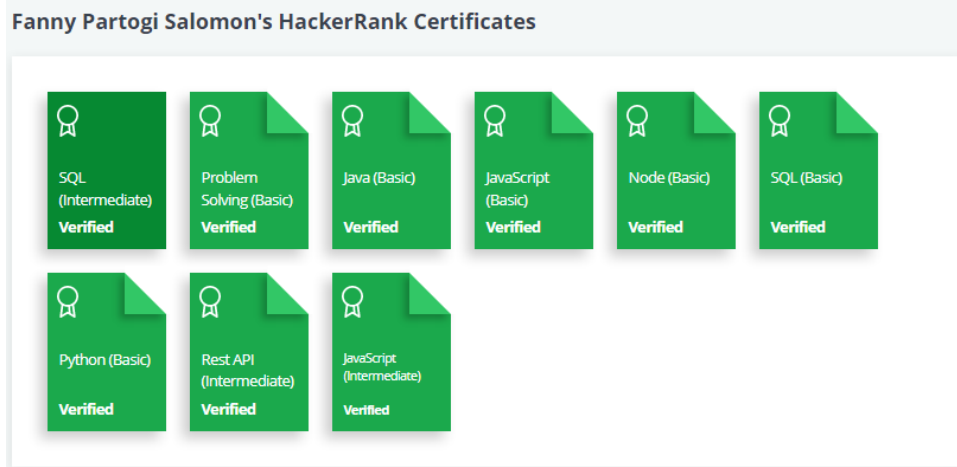 Fanny Partogi Salomon's HackerRank Certificates
SQL
(Intermediate)
Verified
Problem
Solving (Basic)
Verified
Java (Basic)
Verified
JavaScript
(Basic)
Verified
Node (Basic)
Verified
SQL (Basic)
Verified
Python (Basic)
Verified
Rest API
(Intermediate)
Verified
JavaScript
(Intermediate)
Verified